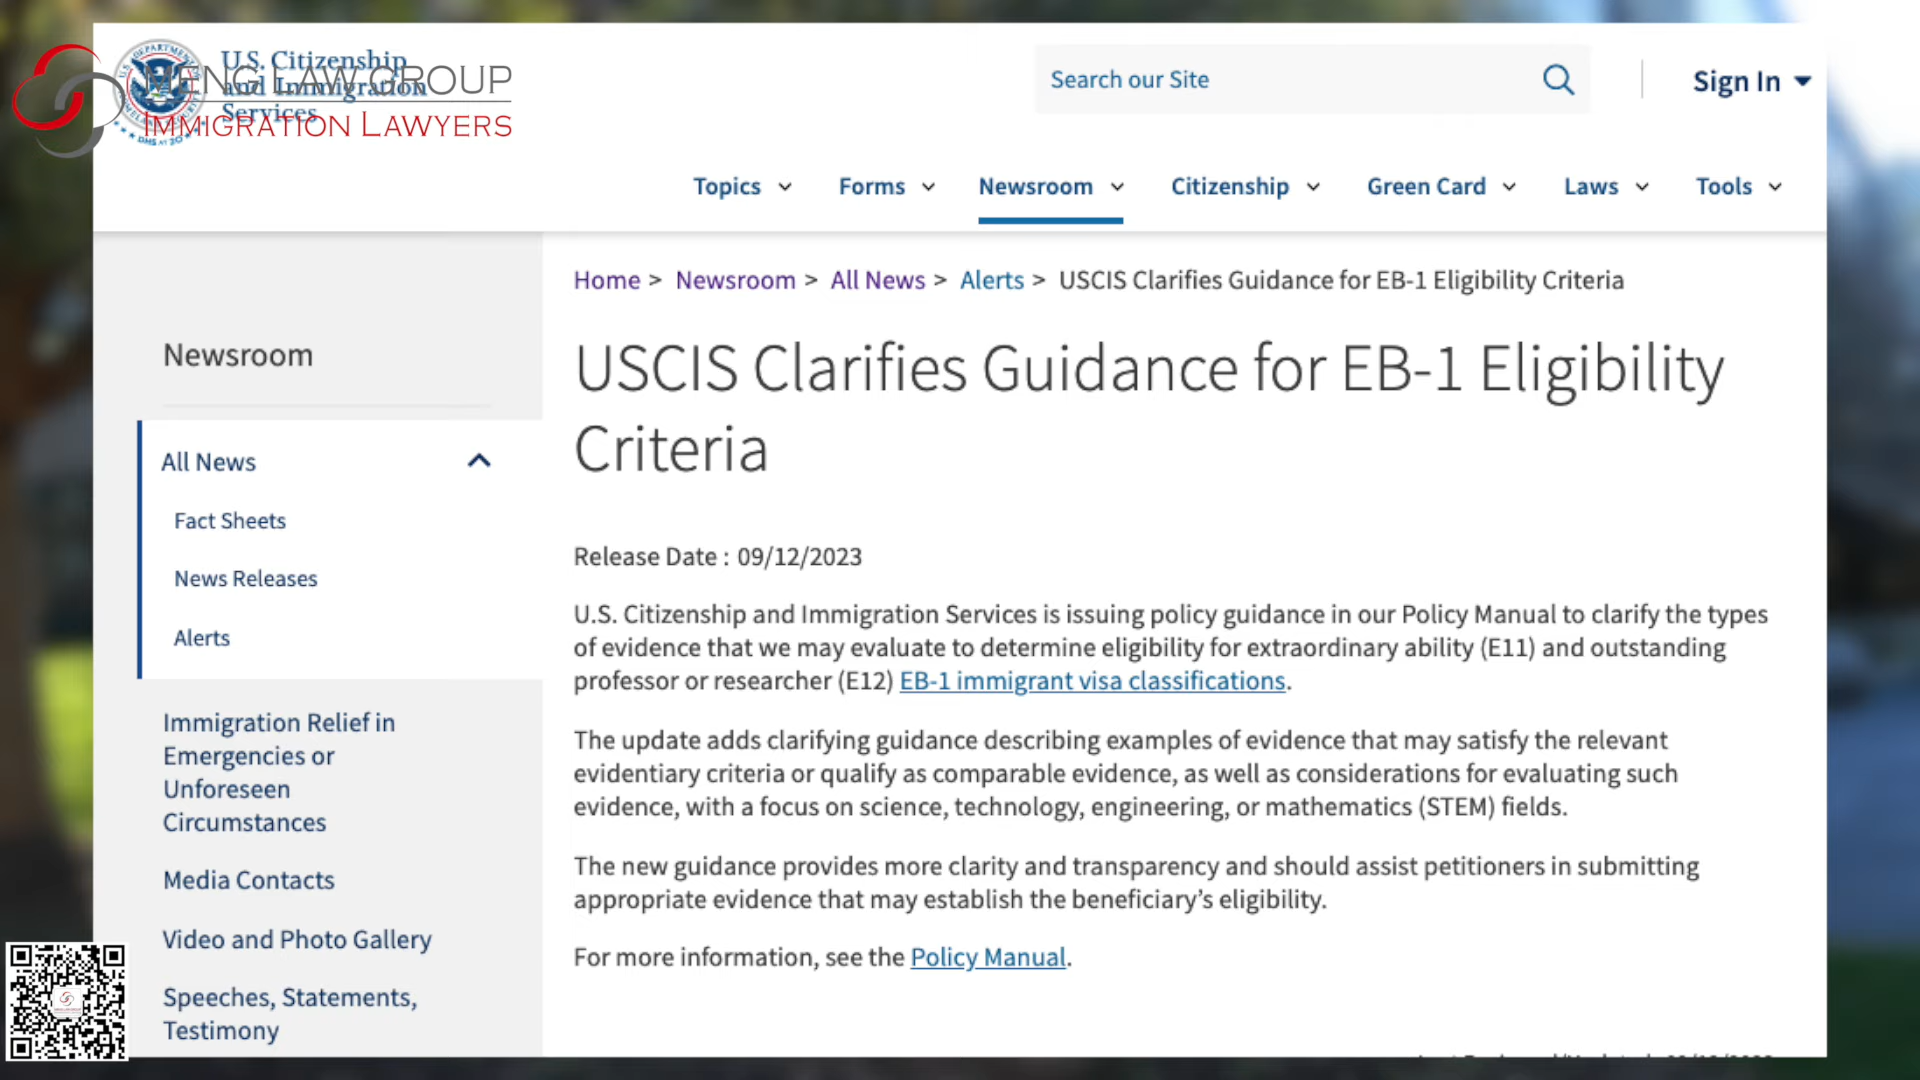 U.S. Citizenship
and Immigration
Services
MENG LAW GROUP
IMMIGRATION LAWYERS
Search our Site
Sign In
Topics
Forms
Newsroom
Citizenship
Green Card
Laws
Tools
Home > Newsroom > All News > Alerts > USCIS Clarifies Guidance for EB-1 Eligibility Criteria
Newsroom
All News
Fact Sheets
News Releases
Alerts
Immigration Relief in
Emergencies or
Unforeseen
Circumstances
Media Contacts
Video and Photo Gallery
Speeches, Statements,
Testimony
USCIS Clarifies Guidance for EB-1 Eligibility
Criteria
Release Date : 09/12/2023
U.S. Citizenship and Immigration Services is issuing policy guidance in our Policy Manual to clarify the types
of evidence that we may evaluate to determine eligibility for extraordinary ability (E11) and outstanding
professor or researcher (E12) EB-1 immigrant visa classifications.
The update adds clarifying guidance describing examples of evidence that may satisfy the relevant
evidentiary criteria or qualify as comparable evidence, as well as considerations for evaluating such
evidence, with a focus on science, technology, engineering, or mathematics (STEM) fields.
The new guidance provides more clarity and transparency and should assist petitioners in submitting
appropriate evidence that may establish the beneficiary’s eligibility.
For more information, see the Policy Manual.